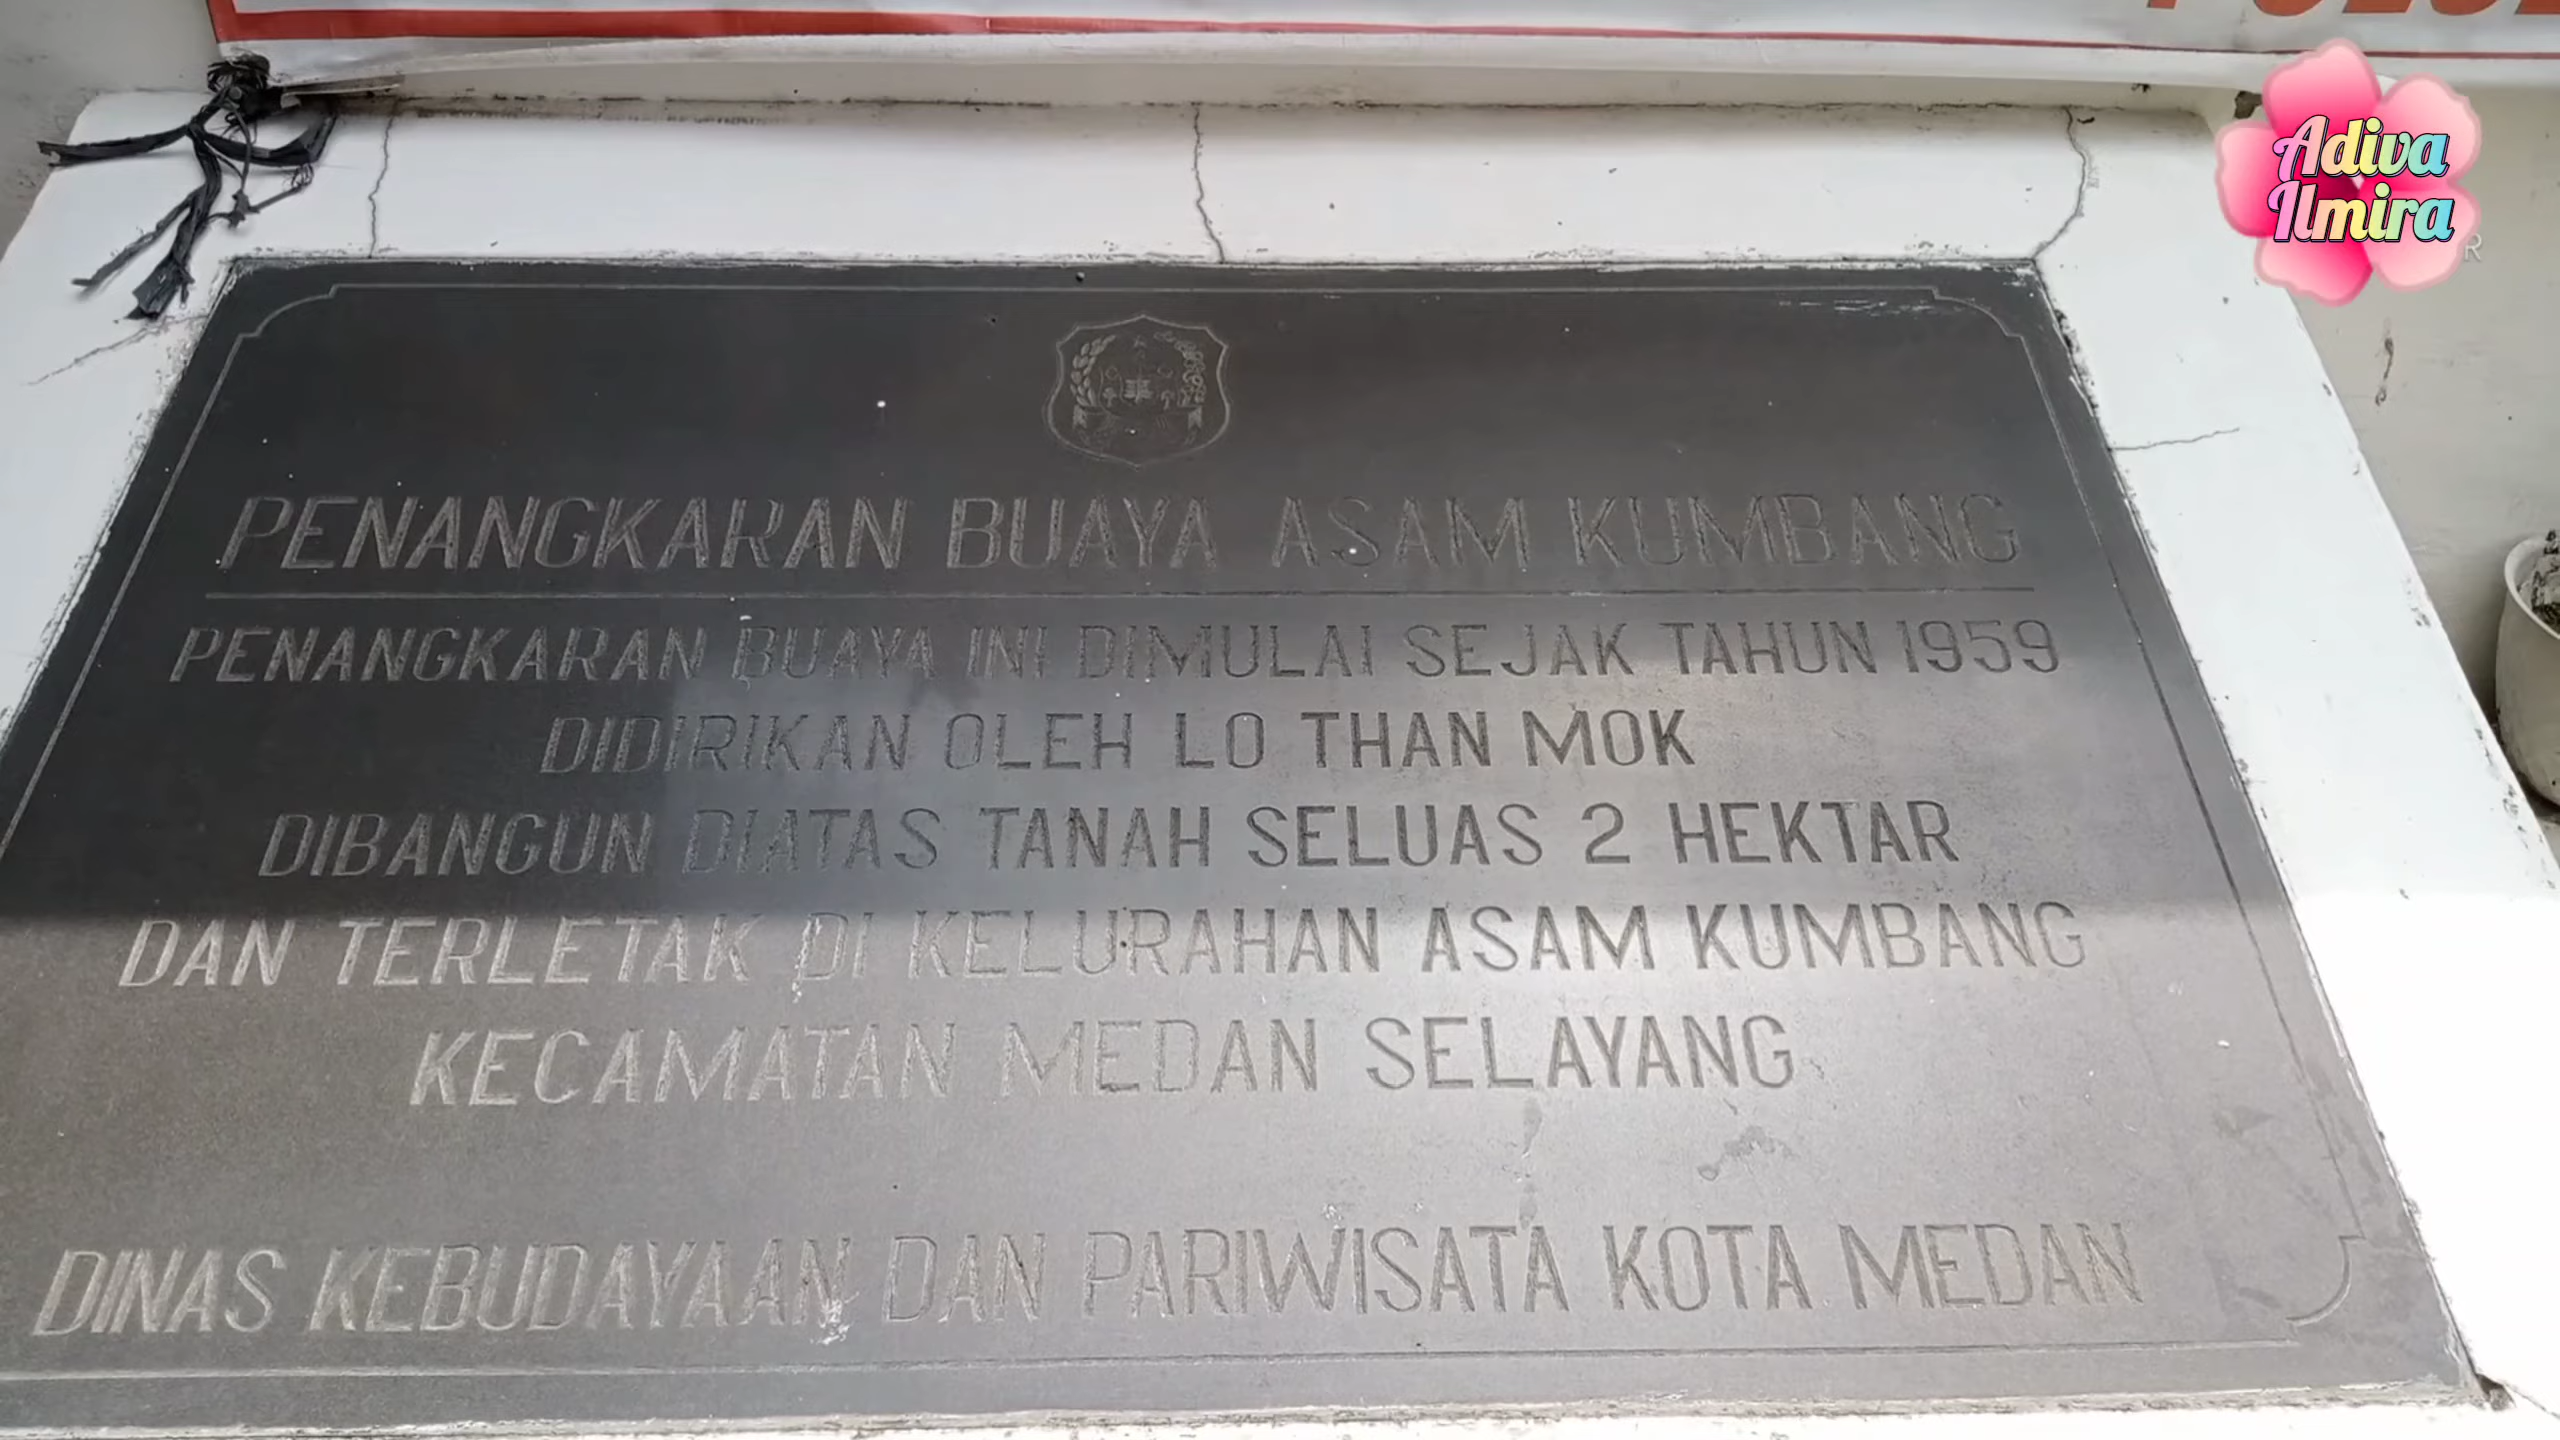 Adiva
Ilmira
PENANGKARAN BUAYA ASAM KUMBANG
PENANGKARAN BUAYA INI DIMULAI SEJAK TAHUN 1959
DIDIRIKAN OLEH LO THAN MOK
DIBANGUN DIATAS TANAH SELUAS 2 HEKTAR
DAN TERLETAK DI KELURAHAN ASAM KUMBANG
KECAMATAN MEDAN SELAYANG
DINAS KEBUDAYAAN DAN PARIWISATA KOTA MEDAN